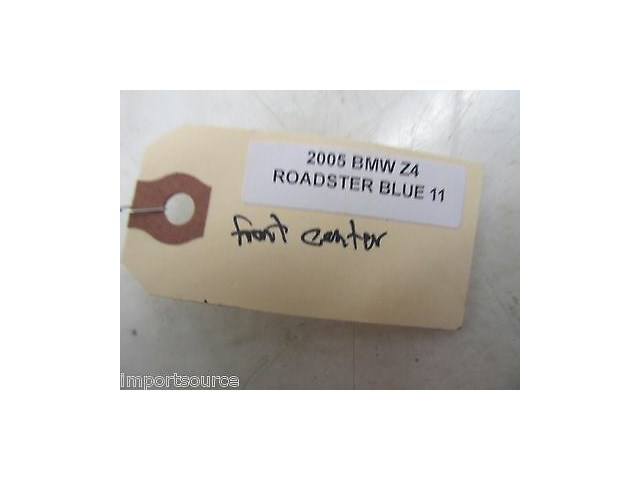 2005 BMW Z4
ROADSTER BLUE 11
front center
importsource